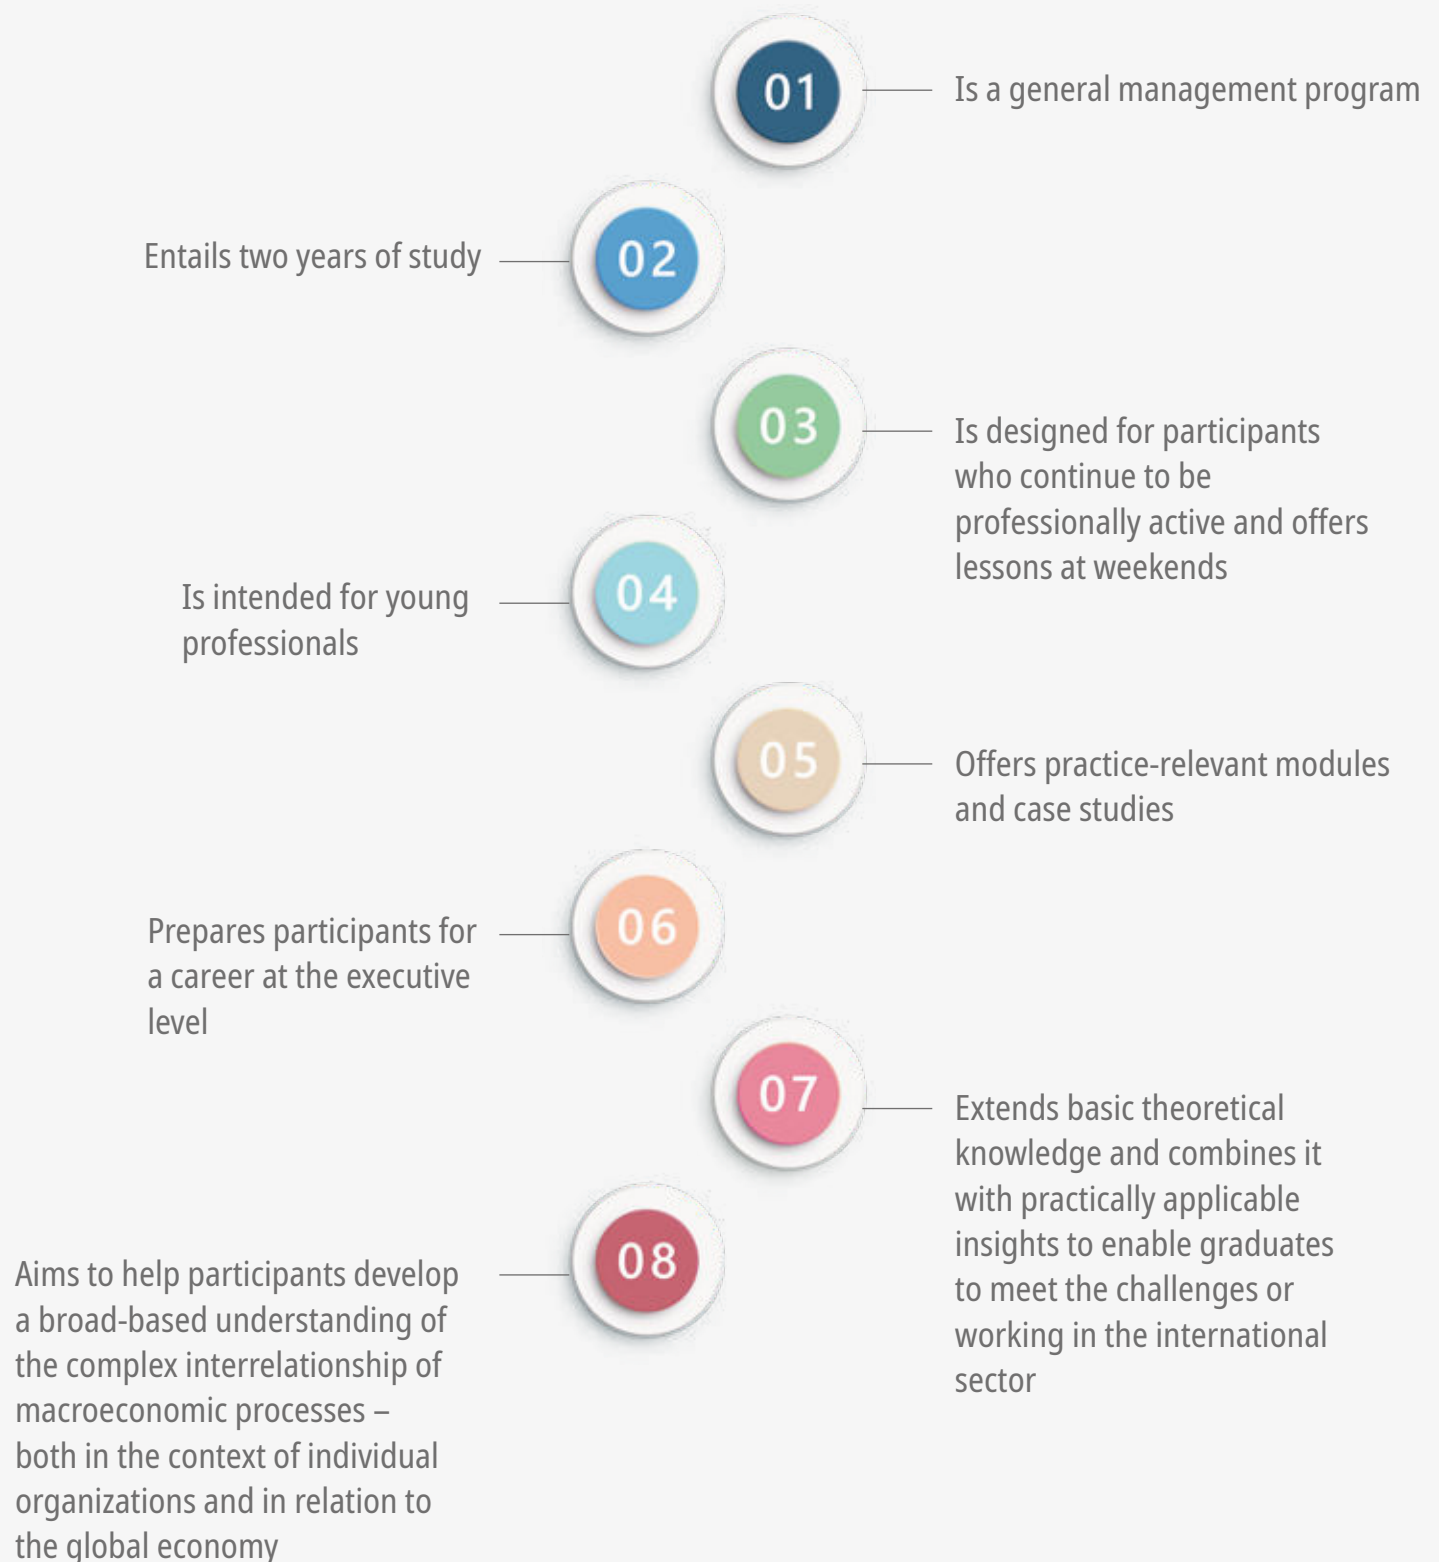 01
Is a general management program
02
Entails two years of study
03
Is designed for participants
who continue to be
professionally active and offers
lessons at weekends
04
Is intended for young
professionals
05
Offers practice-relevant modules
and case studies
06
Prepares participants for
a career at the executive
level
07
Extends basic theoretical
knowledge and combines it
with practically applicable
insights to enable graduates
to meet the challenges or
working in the international
sector
08
Aims to help participants develop
a broad-based understanding of
the complex interrelationship of
macroeconomic processes –
both in the context of individual
organizations and in relation to
the global economy